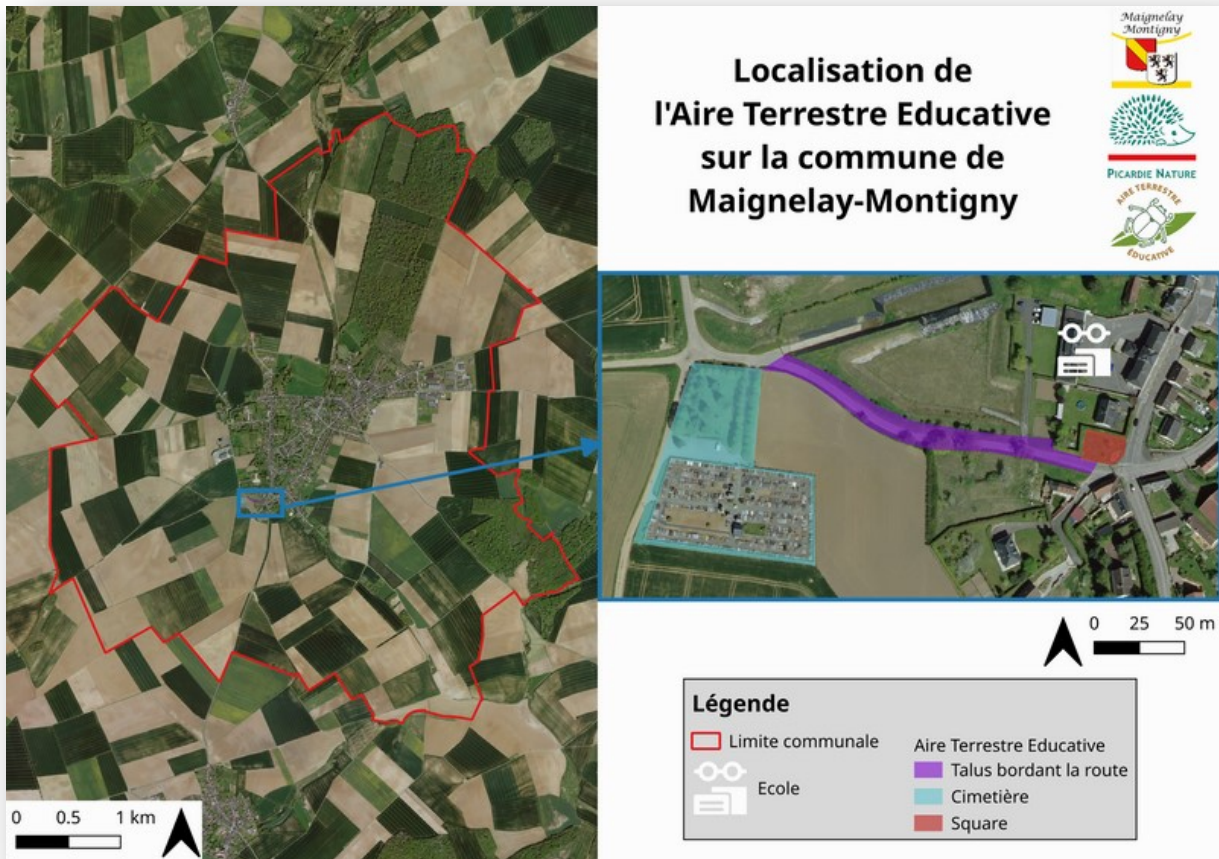 Localisation de
l'Aire Terrestre Educative
sur la commune de
Maignelay-Montigny
Maignelay
Montigny
PICARDIE NATURE
AIRE TERRESTRE
ÉDUCATIVE
0 25 50 m
Légende
Limite communale
Ecole
Aire Terrestre Educative
Talus bordant la route
Cimetière
Square
0 0.5 1 km